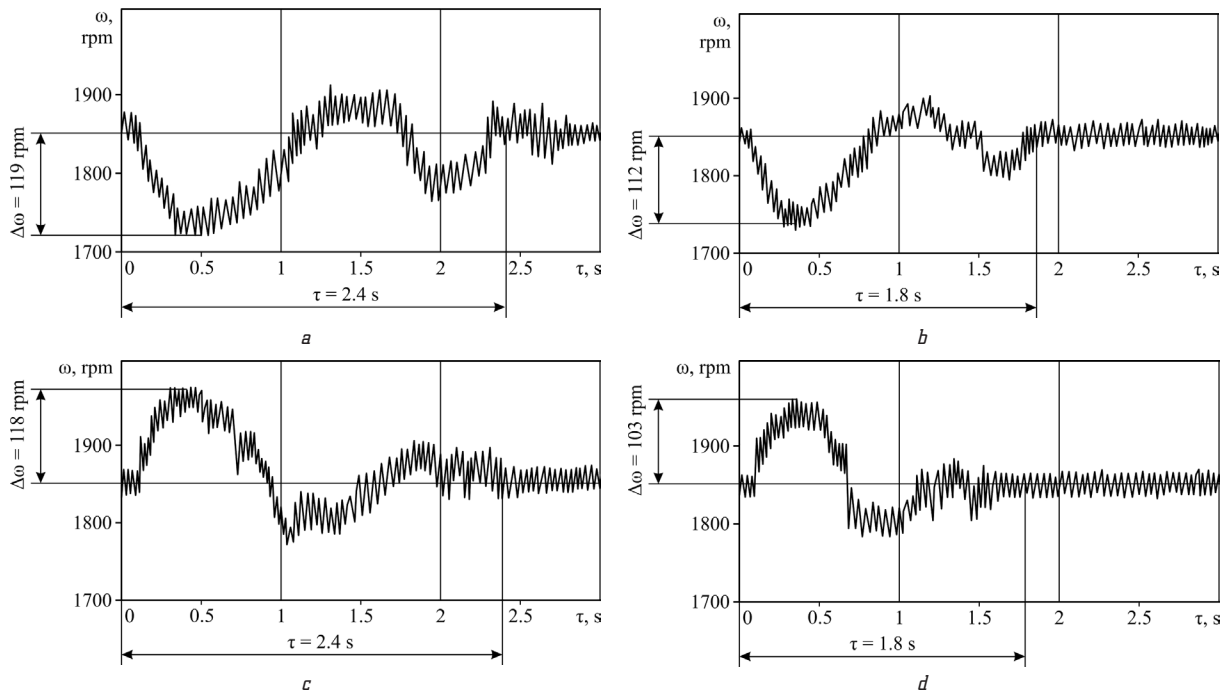 ω,
rpm
1900
1800
1700
Δω = 119 rpm
0 0.5 1 1.5 2 2.5 τ, s
τ = 2.4 s
a
ω,
rpm
1900
1800
1700
Δω = 112 rpm
0 0.5 1 1.5 2 2.5 τ, s
τ = 1.8 s
b
ω, rpm
1900
1800
1700
Δω = 118 rpm
0 0.5 1 1.5 2 2.5 τ, s
τ = 2.4 s
c
ω, rpm
1900
1800
1700
Δω = 103 rpm
0 0.5 1 1.5 2 2.5 τ, s
τ = 1.8 s
d